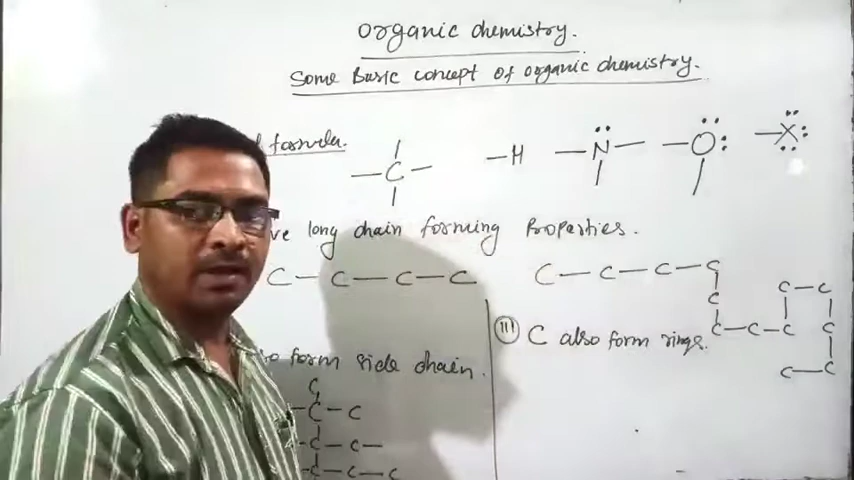 organic chemistry.
Some Basic concept of organic chemistry.
formula.
C H N O X
long chain forming Properties.
C — C — C — C C — C — C — C
C C — C
C
C — C — C C
III C also form rings.
C — C
form side chain.
C
C — C
C — C —
C — C — C